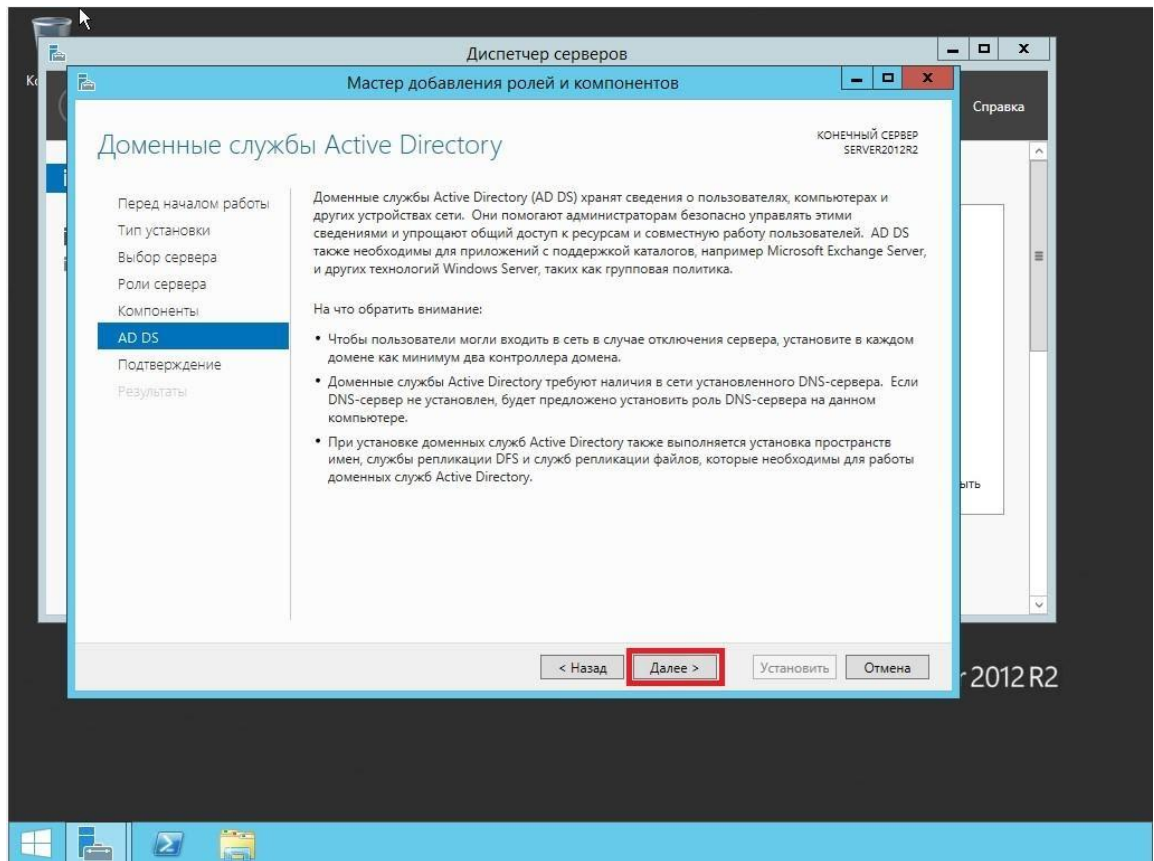 Диспетчер серверов
Мастер добавления ролей и компонентов
Справка
Доменные службы Active Directory
КОНЕЧНЫЙ СЕРВЕР
SERVER2012R2
Перед началом работы
Тип установки
Выбор сервера
Роли сервера
Компоненты
AD DS
Подтверждение
Результаты
Доменные службы Active Directory (AD DS) хранят сведения о пользователях, компьютерах и
других устройствах сети. Они помогают администраторам безопасно управлять этими
сведениями и упрощают общий доступ к ресурсам и совместную работу пользователей. AD DS
также необходимы для приложений с поддержкой каталогов, например Microsoft Exchange Server,
и других технологий Windows Server, таких как групповая политика.
На что обратить внимание:
• Чтобы пользователи могли входить в сеть в случае отключения сервера, установите в каждом
домене как минимум два контроллера домена.
• Доменные службы Active Directory требуют наличия в сети установленного DNS-сервера. Если
DNS-сервер не установлен, будет предложено установить роль DNS-сервера на данном
компьютере.
• При установке доменных служб Active Directory также выполняется установка пространств
имен, службы репликации DFS и служб репликации файлов, которые необходимы для работы
доменных служб Active Directory.
ыть
< Назад
Далее >
Установить
Отмена
2012 R2